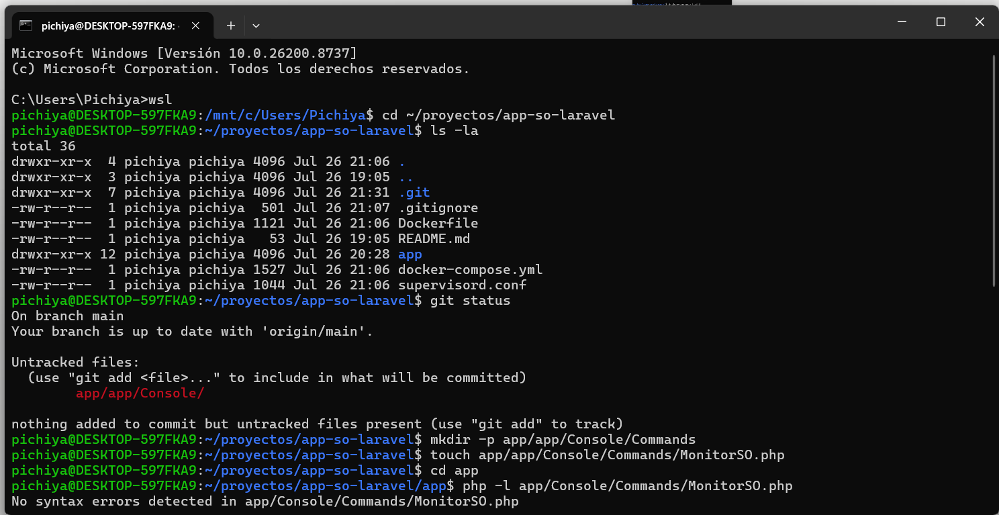 pichiya@DESKTOP-597FKA9: 
Microsoft Windows [Versión 10.0.26200.8737]
(c) Microsoft Corporation. Todos los derechos reservados.
C:\Users\Pichiya>wsl
pichiya@DESKTOP-597FKA9:/mnt/c/Users/Pichiya$ cd ~/proyectos/app-so-laravel
pichiya@DESKTOP-597FKA9:~/proyectos/app-so-laravel$ ls -la
total 36
drwxr-xr-x  4 pichiya pichiya 4096 Jul 26 21:06 .
drwxr-xr-x  3 pichiya pichiya 4096 Jul 26 19:05 ..
drwxr-xr-x  7 pichiya pichiya 4096 Jul 26 21:31 .git
-rw-r--r--  1 pichiya pichiya  501 Jul 26 21:07 .gitignore
-rw-r--r--  1 pichiya pichiya 1121 Jul 26 21:06 Dockerfile
-rw-r--r--  1 pichiya pichiya   53 Jul 26 19:05 README.md
drwxr-xr-x 12 pichiya pichiya 4096 Jul 26 20:28 app
-rw-r--r--  1 pichiya pichiya 1527 Jul 26 21:06 docker-compose.yml
-rw-r--r--  1 pichiya pichiya 1044 Jul 26 21:06 supervisord.conf
pichiya@DESKTOP-597FKA9:~/proyectos/app-so-laravel$ git status
On branch main
Your branch is up to date with 'origin/main'.
Untracked files:
  (use "git add <file>..." to include in what will be committed)
        app/app/Console/
nothing added to commit but untracked files present (use "git add" to track)
pichiya@DESKTOP-597FKA9:~/proyectos/app-so-laravel$ mkdir -p app/app/Console/Commands
pichiya@DESKTOP-597FKA9:~/proyectos/app-so-laravel$ touch app/app/Console/Commands/MonitorSO.php
pichiya@DESKTOP-597FKA9:~/proyectos/app-so-laravel$ cd app
pichiya@DESKTOP-597FKA9:~/proyectos/app-so-laravel/app$ php -l app/Console/Commands/MonitorSO.php
No syntax errors detected in app/Console/Commands/MonitorSO.php